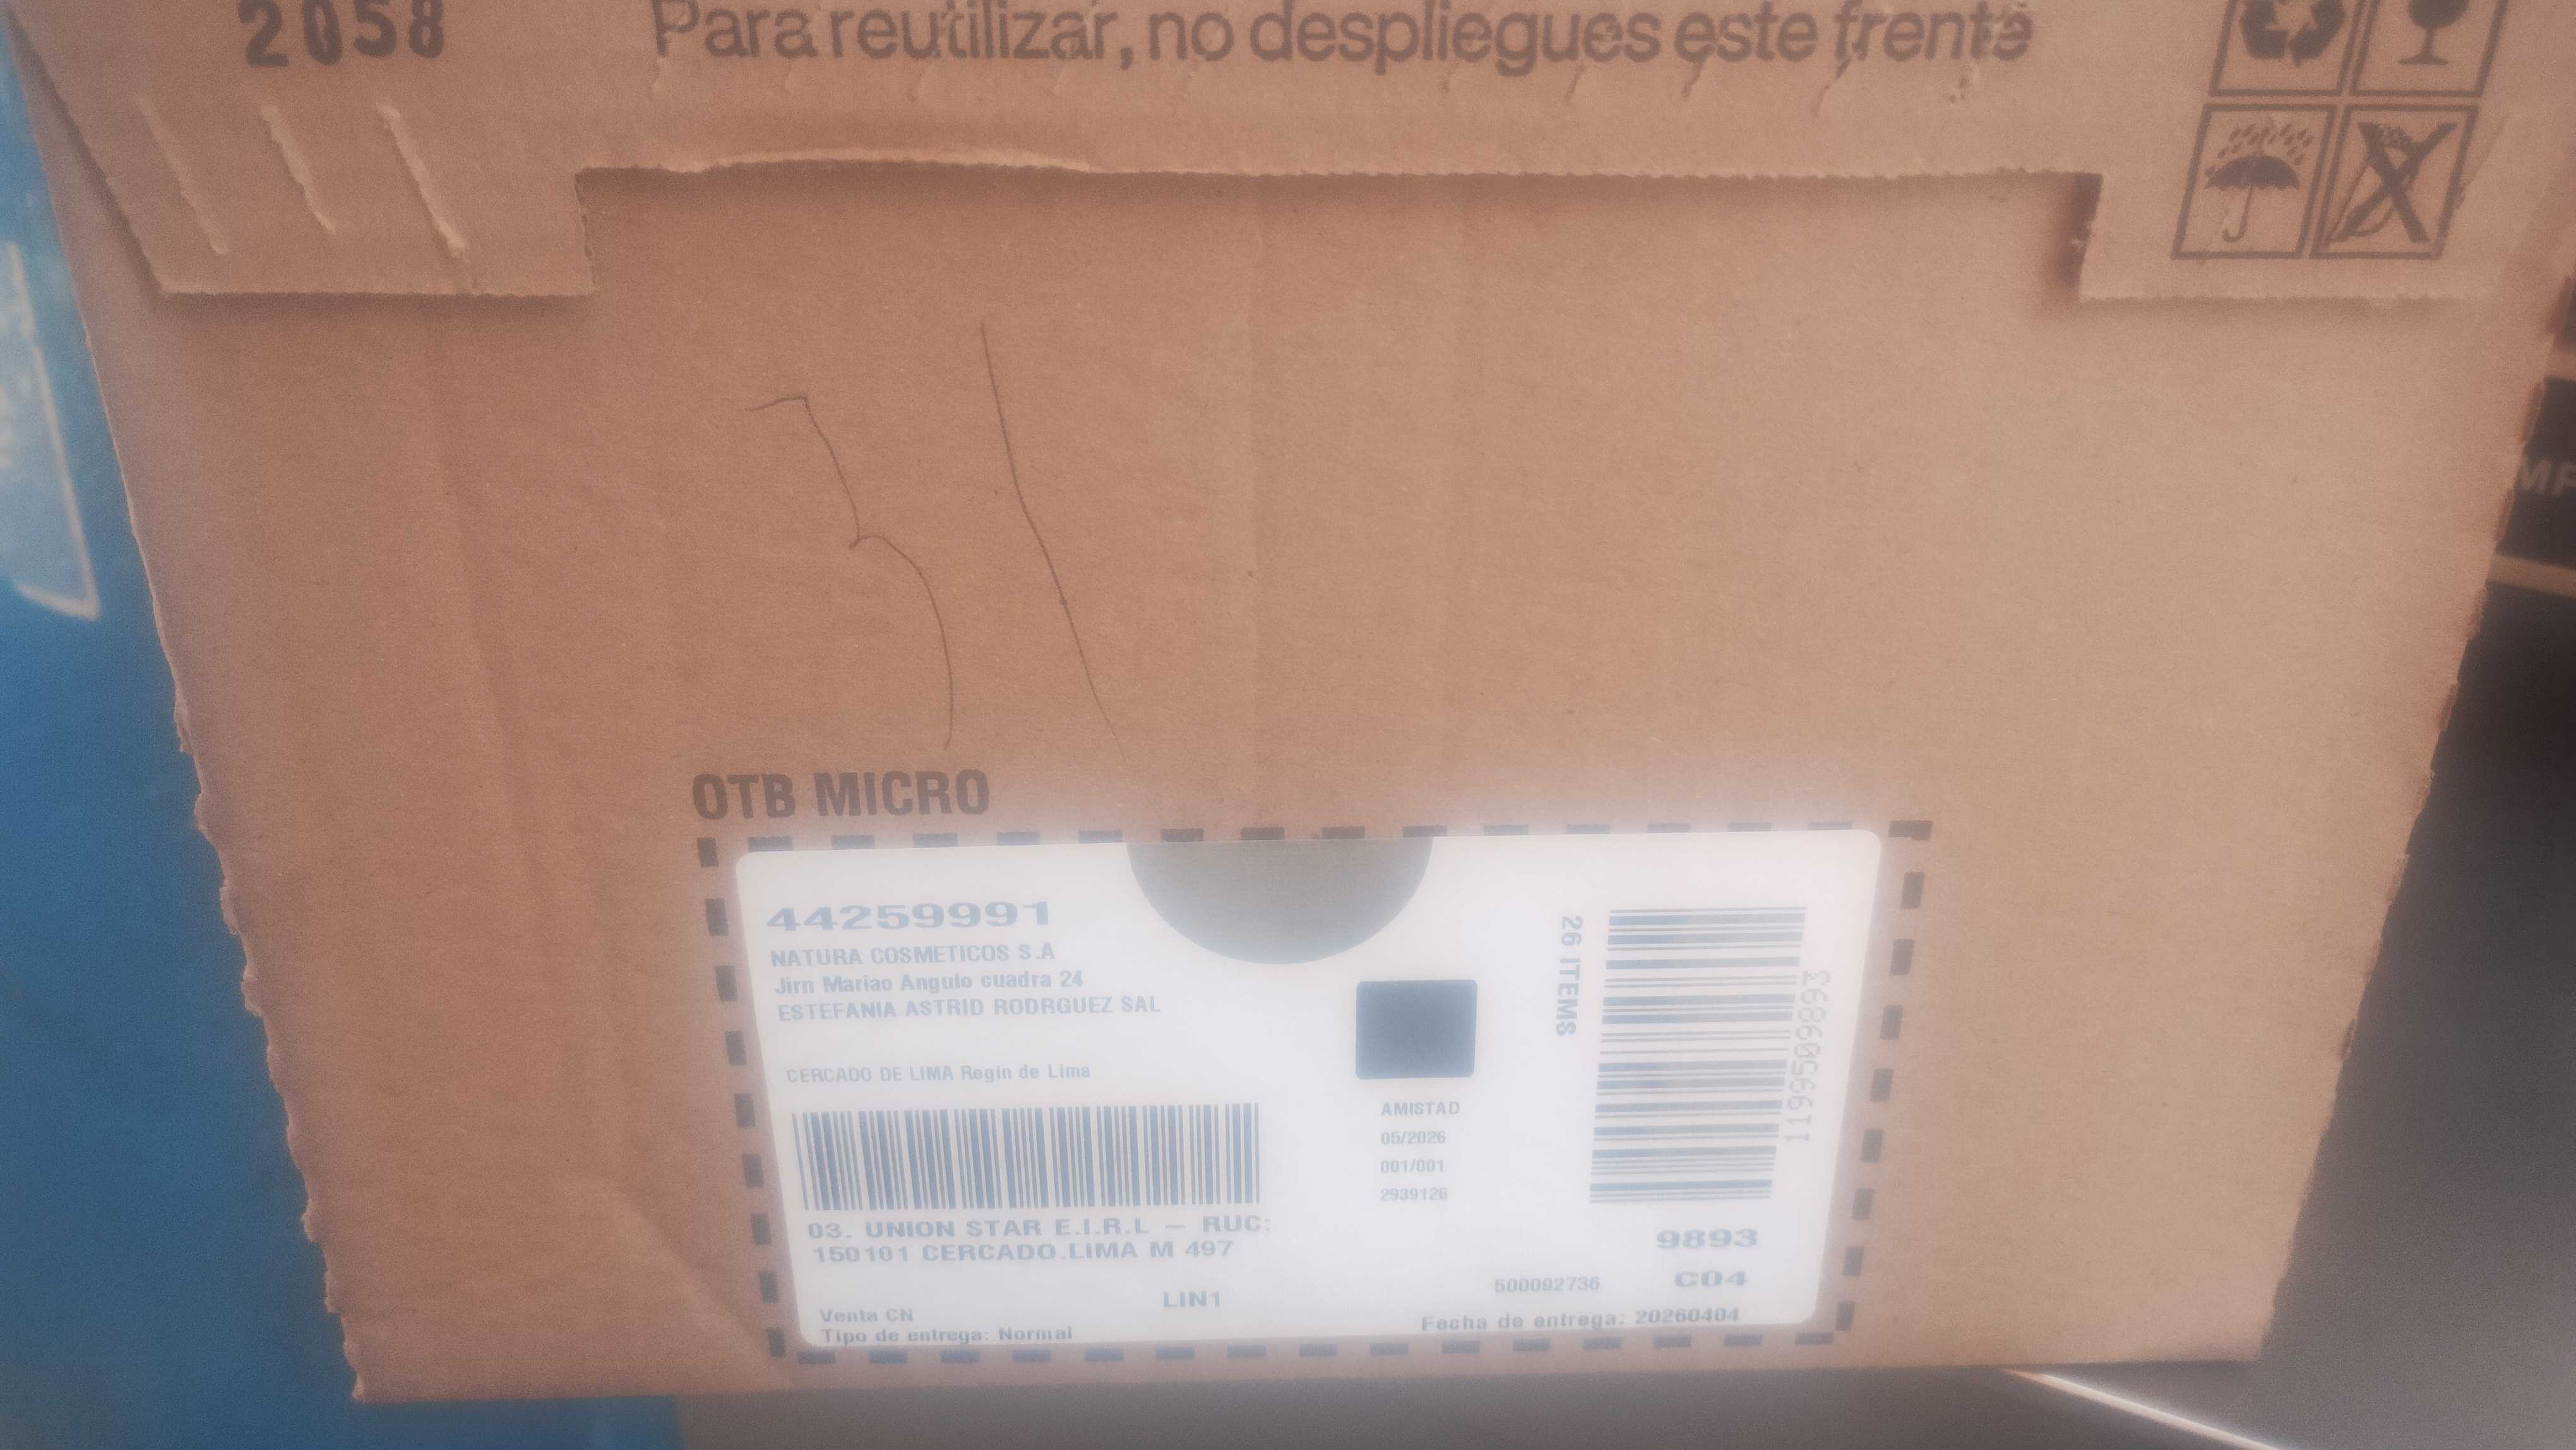 2058
Para reutilizar, no despliegues este frente
31
OTB MICRO
44259991
NATURA COSMETICOS S.A
Jirn Mariao Angulo cuadra 24
ESTEFANIA ASTRID RODRGUEZ SAL
CERCADO DE LIMA Regin de Lima
03. UNION STAR E.I.R.L – RUC:
150101 CERCADO.LIMA M 497
LIN1
Venta CN
Tipo de entrega: Normal
AMISTAD
05/2026
001/001
2939126
26 ITEMS
1199509893
9893
500092736 C04
Fecha de entrega: 20260404